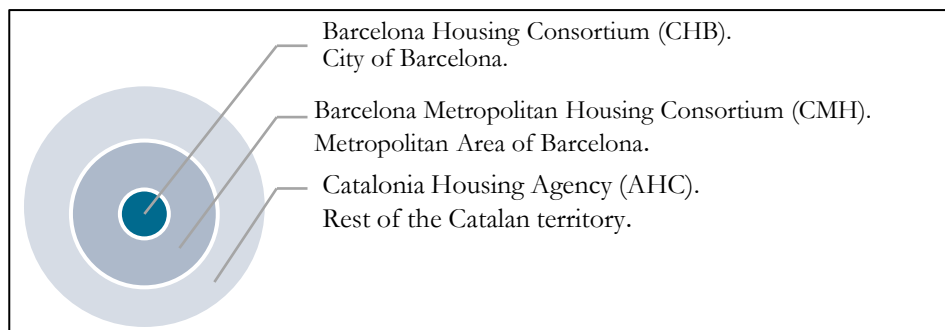 Barcelona Housing Consortium (CHB).
City of Barcelona.
Barcelona Metropolitan Housing Consortium (CMH).
Metropolitan Area of Barcelona.
Catalonia Housing Agency (AHC).
Rest of the Catalan territory.